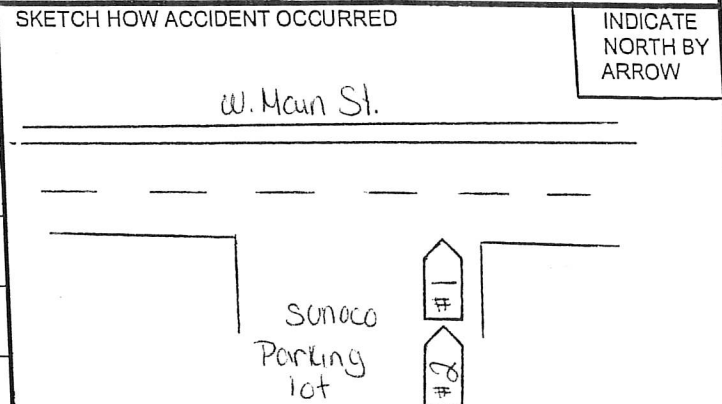 SKETCH HOW ACCIDENT OCCURRED
INDICATE
NORTH BY
ARROW
W. Main St.
#1
Sunoco
Parking
lot
#2